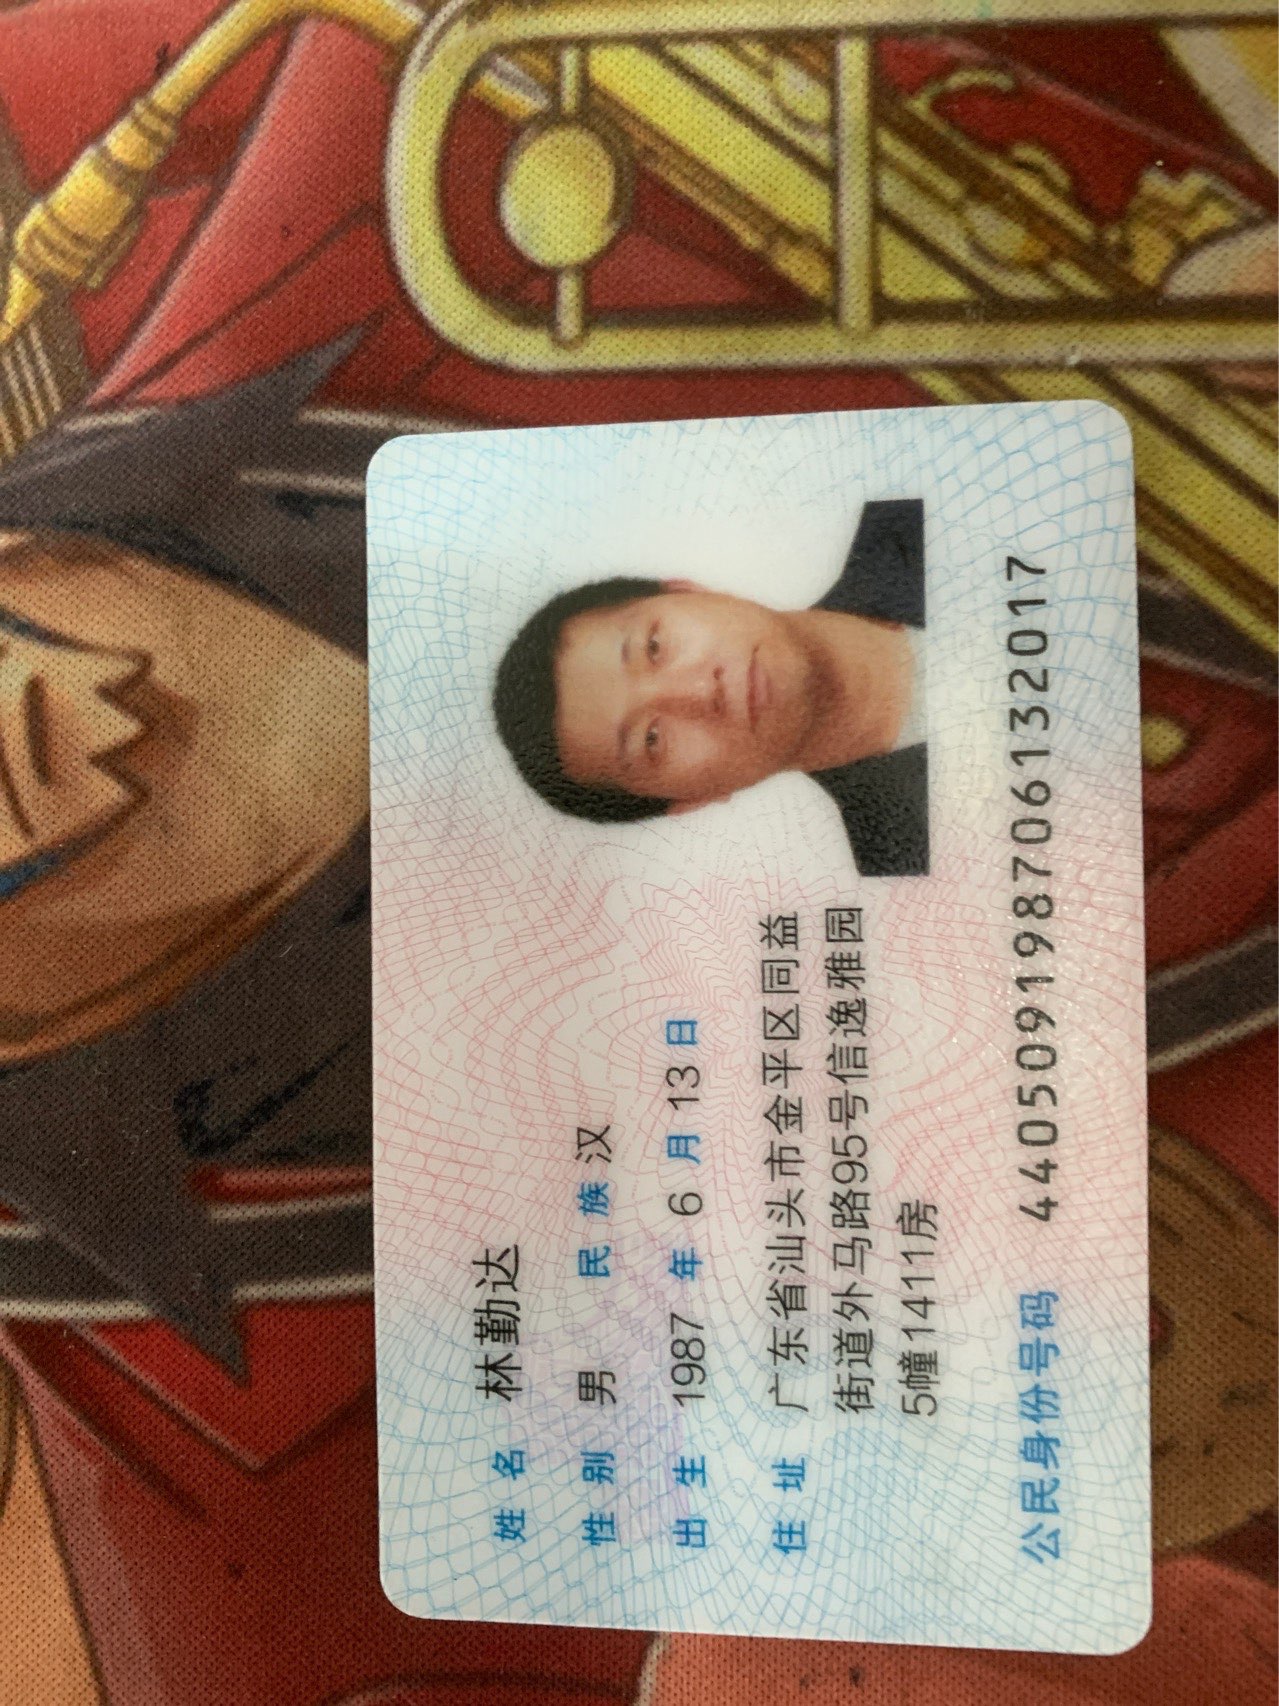 姓名 林勤达
性别 男 民族 汉
出生 1987 年 6 月 13 日
住址 广东省汕头市金平区同益
街道外马路95号信逸雅园
5幢1411房
公民身份号码 440509198706132017